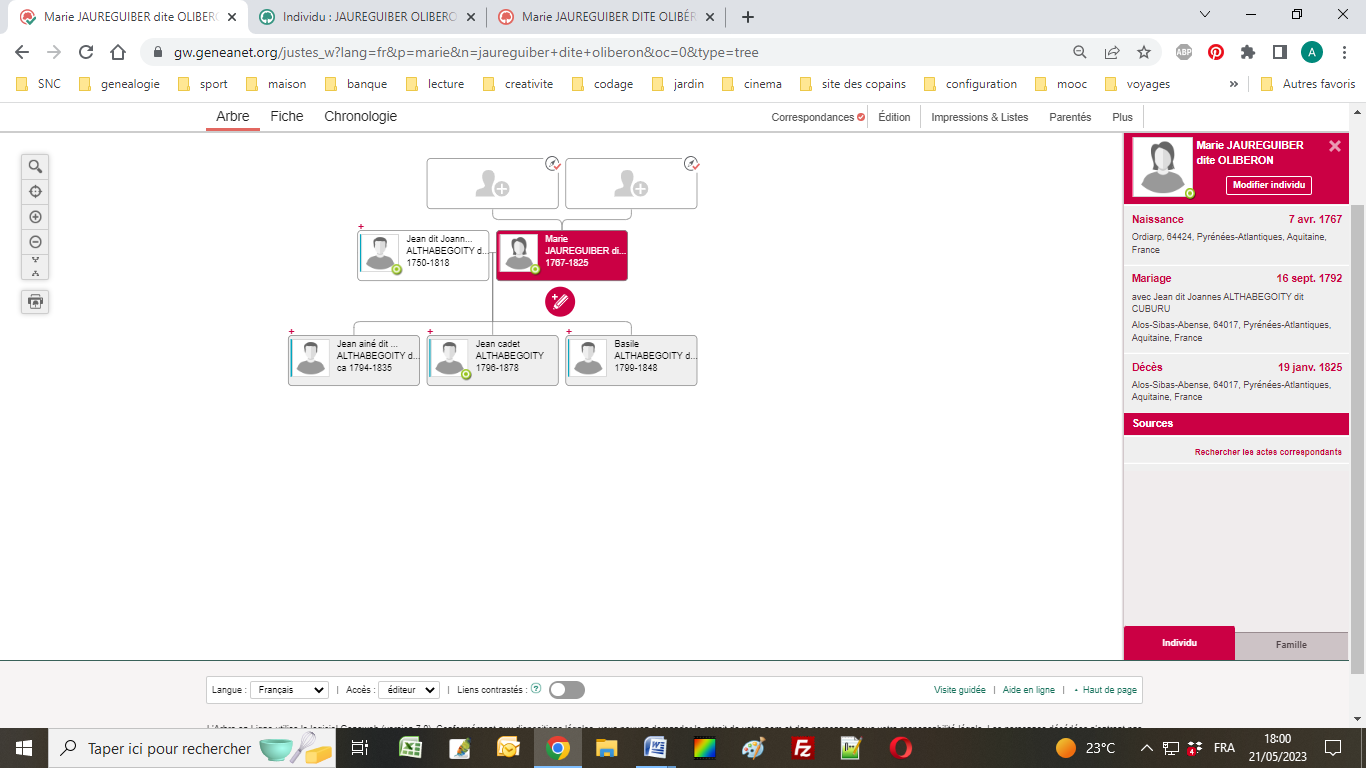 Marie JAUREGUIBER dite OLIBERO
Individu : JAUREGUIBER OLIBERO
Marie JAUREGUIBER DITE OLIBÉR
gw.geneanet.org/justes_w?lang=fr&p=marie&n=jaureguiber+dite+oliberon&oc=0&type=tree
ABP
A
SNC
genealogie
sport
maison
banque
lecture
creativite
codage
jardin
cinema
site des copains
configuration
mooc
voyages
»
Autres favoris
Arbre
Fiche
Chronologie
Correspondances
Édition
Impressions & Listes
Parentés
Plus
Jean dit Joann...
ALTHABEGOITY d...
1750-1818
Marie
JAUREGUIBER di...
1767-1825
Jean ainé dit ...
ALTHABEGOITY d...
ca 1794-1835
Jean cadet
ALTHABEGOITY
1796-1878
Basile
ALTHABEGOITY d...
1799-1848
Marie JAUREGUIBER
dite OLIBERON
Modifier individu
Naissance 7 avr. 1767
Ordiarp, 64424, Pyrénées-Atlantiques, Aquitaine,
France
Mariage 16 sept. 1792
avec Jean dit Joannes ALTHABEGOITY dit
CUBURU
Alos-Sibas-Abense, 64017, Pyrénées-Atlantiques,
Aquitaine, France
Décès 19 janv. 1825
Alos-Sibas-Abense, 64017, Pyrénées-Atlantiques,
Aquitaine, France
Sources
Rechercher les actes correspondants
Individu
Famille
Langue : Français | Accès : éditeur | Liens contrastés : ?
Visite guidée | Aide en ligne | Haut de page
Taper ici pour rechercher
23°C
FRA
18:00
21/05/2023